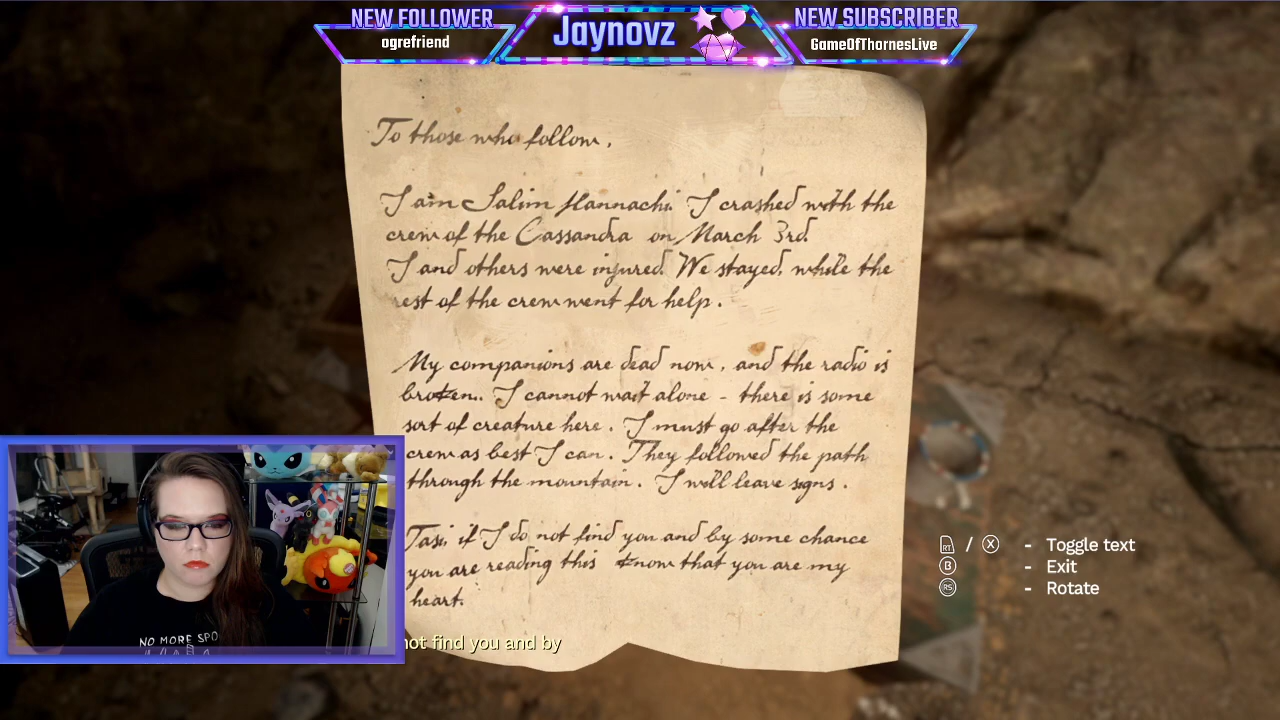 NEW FOLLOWER
ogrefriend
Jaynovz
NEW SUBSCRIBER
GameOfThornesLive
To those who follow,
I am Salim Hannachi. I crashed with the
crew of the Cassandra on March 3rd.
I and others were injured. We stayed, while the
rest of the crew went for help.
My companions are dead now, and the radio is
broken.. I cannot wait alone - there is some
sort of creature here. I must go after the
crew as best I can. They followed the path
through the mountain. I will leave signs.
Tasi, if I do not find you and by some chance
you are reading this know that you are my
heart.
not find you and by
RT / X - Toggle text
B - Exit
RS - Rotate
NO MORE SPO